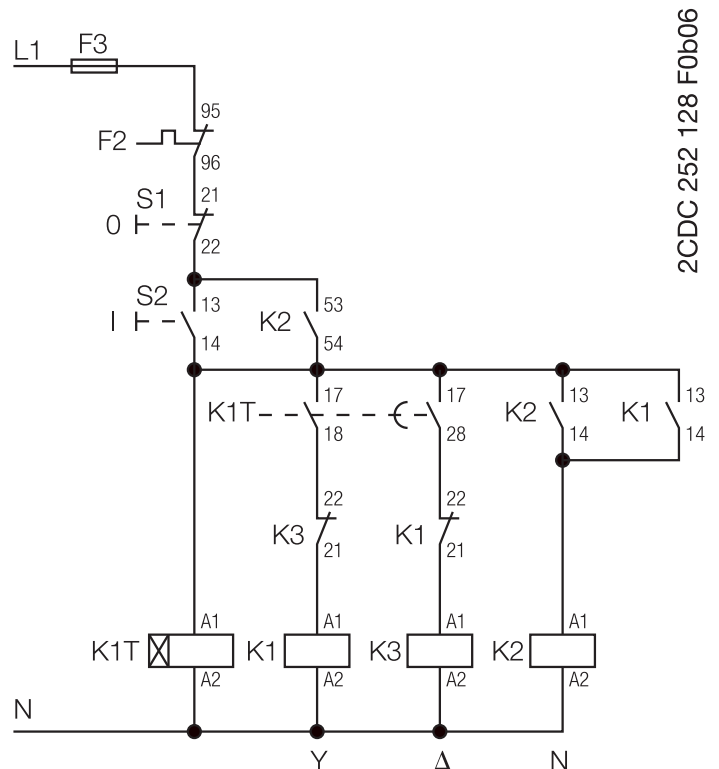 L1 F3
95
F2
96
S1 21
0
22
S2 13 K2 53
I
14 54
K1T 17 17 K2 13 K1 13
18 28 14 14
22 22
K3 K1
21 21
A1 A1 A1 A1
K1T K1 K3 K2
A2 A2 A2 A2
N
Y Δ N
2CDC 252 128 F0b06